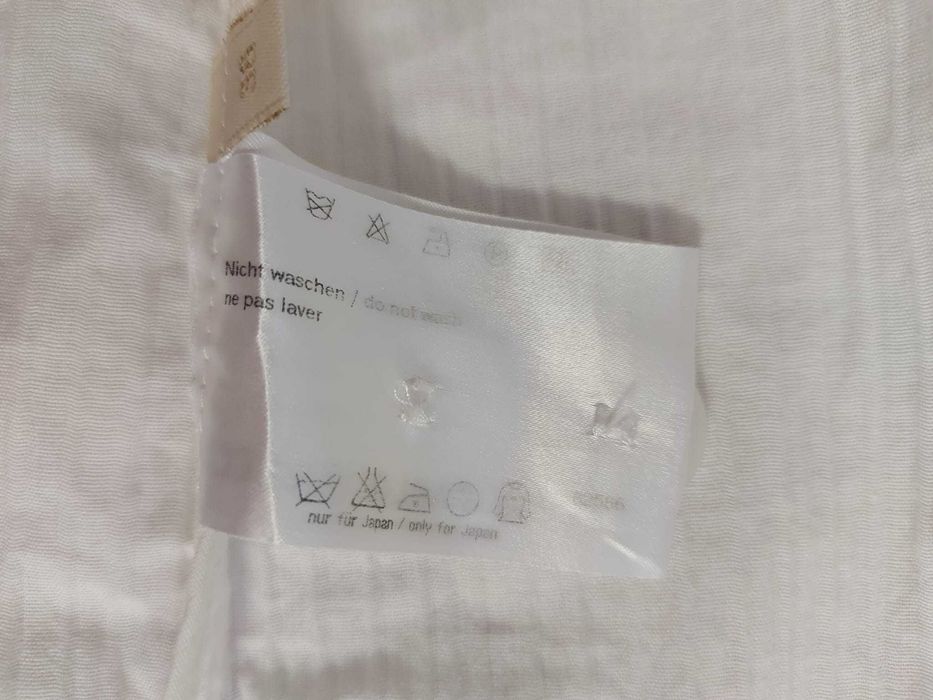 Nicht waschen / do not wash
ne pas laver
nur für Japan / only for Japan